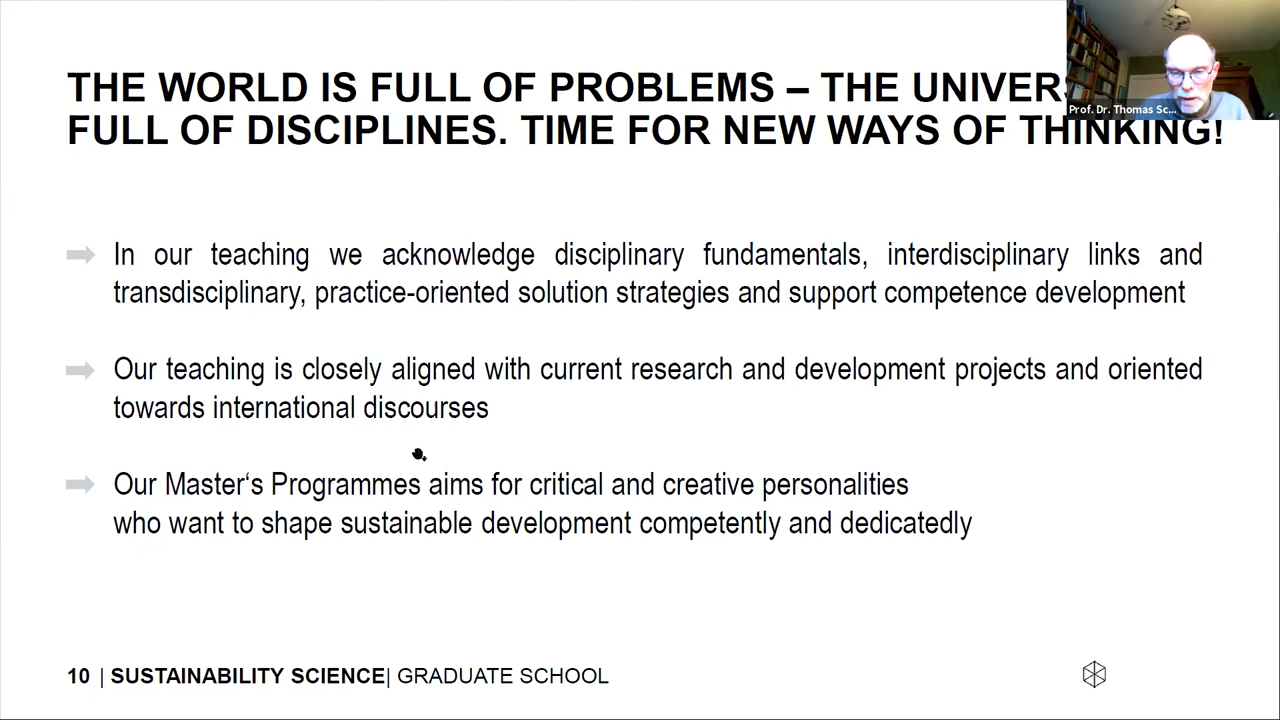 THE WORLD IS FULL OF PROBLEMS – THE UNIVERS
FULL OF DISCIPLINES. TIME FOR NEW WAYS OF THINKING!
Prof. Dr. Thomas Sc...
In our teaching we acknowledge disciplinary fundamentals, interdisciplinary links and
transdisciplinary, practice-oriented solution strategies and support competence development
Our teaching is closely aligned with current research and development projects and oriented
towards international discourses
Our Master‘s Programmes aims for critical and creative personalities
who want to shape sustainable development competently and dedicatedly
10 | SUSTAINABILITY SCIENCE| GRADUATE SCHOOL